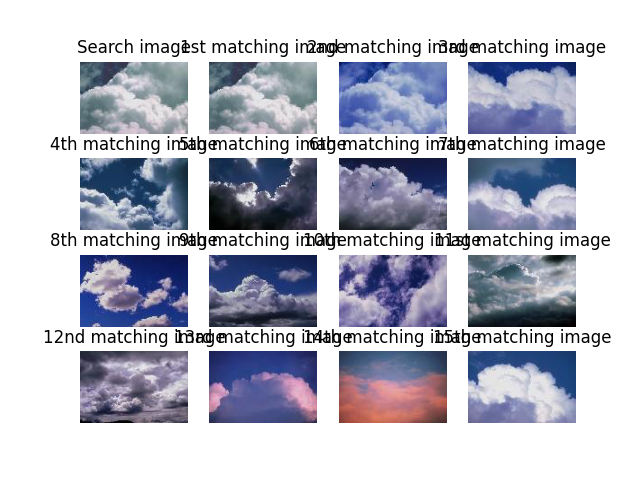 Search image 1st matching image 2nd matching image 3rd matching image
4th matching image 5th matching image 6th matching image 7th matching image
8th matching image 9th matching image 10th matching image 11st matching image
12nd matching image 13rd matching image 14th matching image 15th matching image